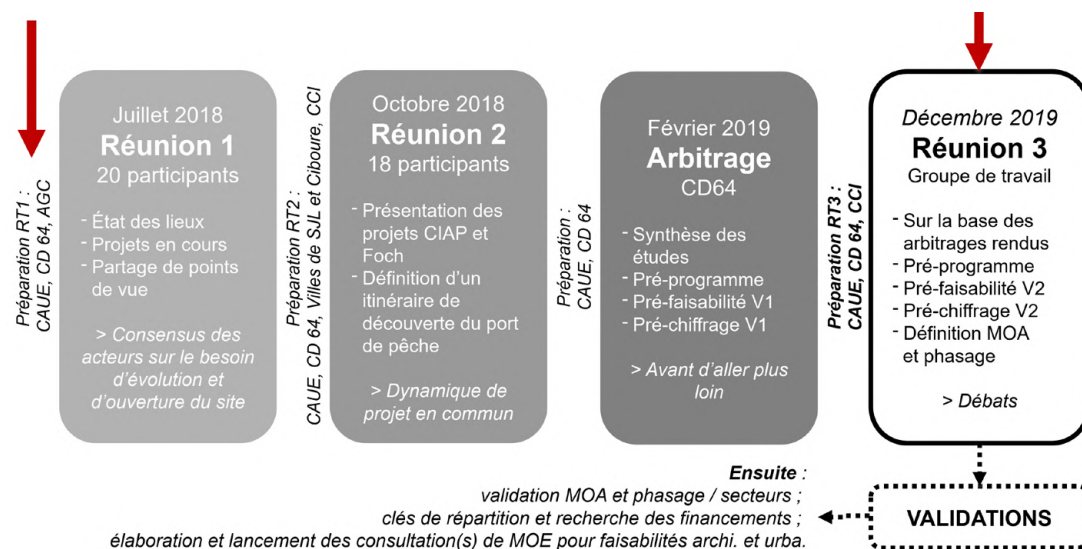 Préparation RT1 :
CAUE, CD 64, AGC
Juillet 2018
Réunion 1
20 participants
- État des lieux
- Projets en cours
- Partage de points
de vue
> Consensus des
acteurs sur le besoin
d'évolution et
d'ouverture du site
Préparation RT2 :
CAUE, CD 64, Villes de SJL et Ciboure, CCI
Octobre 2018
Réunion 2
18 participants
- Présentation des
projets CIAP et
Foch
- Définition d'un
itinéraire de
découverte du port
de pêche
> Dynamique de
projet en commun
Préparation :
CAUE, CD 64
Février 2019
Arbitrage
CD64
- Synthèse des
études
- Pré-programme
- Pré-faisabilité V1
- Pré-chiffrage V1
> Avant d'aller plus
loin
Préparation RT3 :
CAUE, CD 64, CCI
Décembre 2019
Réunion 3
Groupe de travail
- Sur la base des
arbitrages rendus
- Pré-programme
- Pré-faisabilité V2
- Pré-chiffrage V2
- Définition MOA
et phasage
> Débats
VALIDATIONS
Ensuite :
validation MOA et phasage / secteurs ;
clés de répartition et recherche des financements ;
élaboration et lancement des consultation(s) de MOE pour faisabilités archi. et urba.